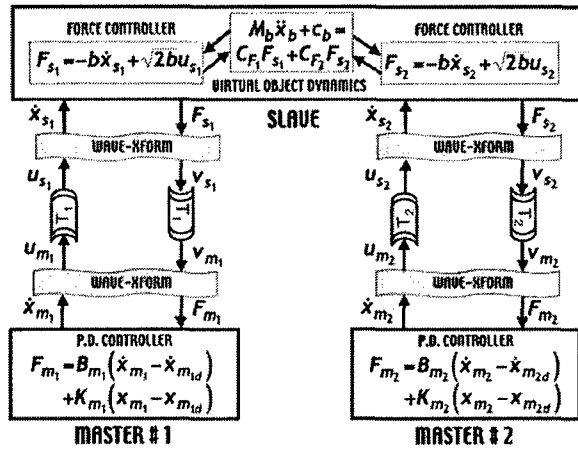 FORCE CONTROLLER
F_{s_1} = -bẋ_{s_1} + √2b u_{s_1}
M_bẍ_b + c_b =
C_{F_1}F_{s_1} + C_{F_2}F_{s_2}
VIRTUAL OBJECT DYNAMICS
FORCE CONTROLLER
F_{s_2} = -bẋ_{s_2} + √2b u_{s_2}
SLAVE
ẋ_{s_1} F_{s_1}
WAVE-XFORM
u_{s_1} v_{s_1}
T_1 T_1
u_{m_1} v_{m_1}
WAVE-XFORM
ẋ_{m_1} F_{m_1}
P.D. CONTROLLER
F_{m_1} = B_{m_1}(ẋ_{m_1} - ẋ_{m_{1d}})
+K_{m_1}(x_{m_1} - x_{m_{1d}})
MASTER # 1
ẋ_{s_2} F_{s_2}
WAVE-XFORM
u_{s_2} v_{s_2}
T_2 T_2
u_{m_2} v_{m_2}
WAVE-XFORM
ẋ_{m_2} F_{m_2}
P.D. CONTROLLER
F_{m_2} = B_{m_2}(ẋ_{m_2} - ẋ_{m_{2d}})
+K_{m_2}(x_{m_2} - x_{m_{2d}})
MASTER # 2